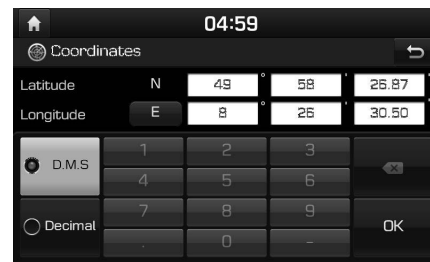 04:59
Coordinates
Latitude N 49 ° 58 ' 26.87 "
Longitude E 8 ° 26 ' 30.50 "
D.M.S 1 2 3
4 5 6
Decimal 7 8 9 OK
. 0 -